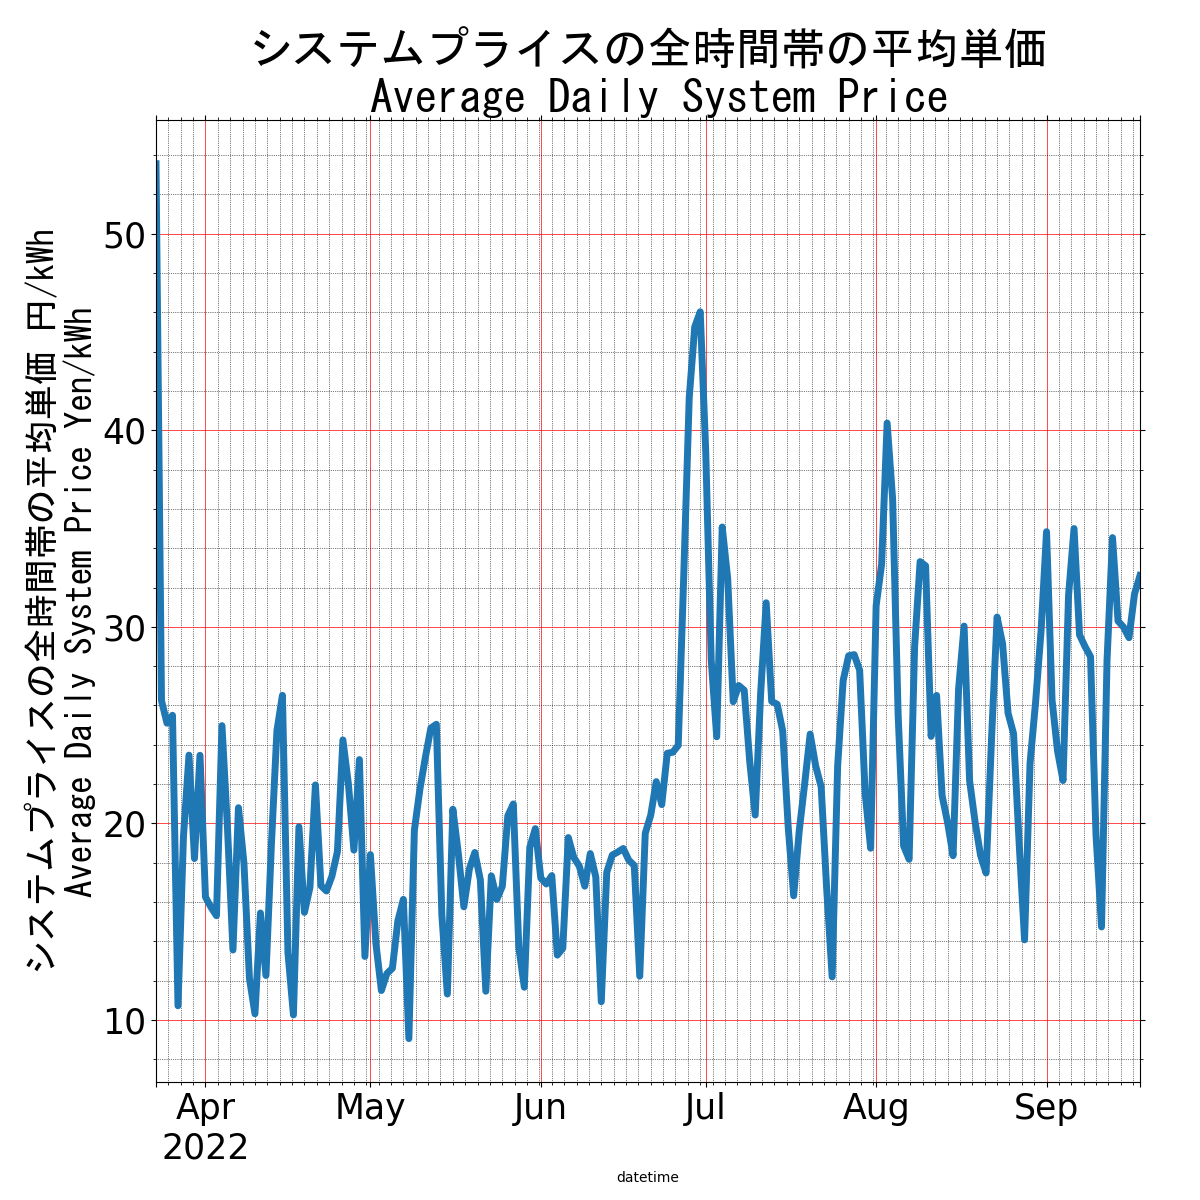 システムプライスの全時間帯の平均単価
Average Daily System Price
システムプライスの全時間帯の平均単価 円/kWh
Average Daily System Price Yen/kWh
50
40
30
20
10
Apr
2022
May
Jun
Jul
Aug
Sep
datetime